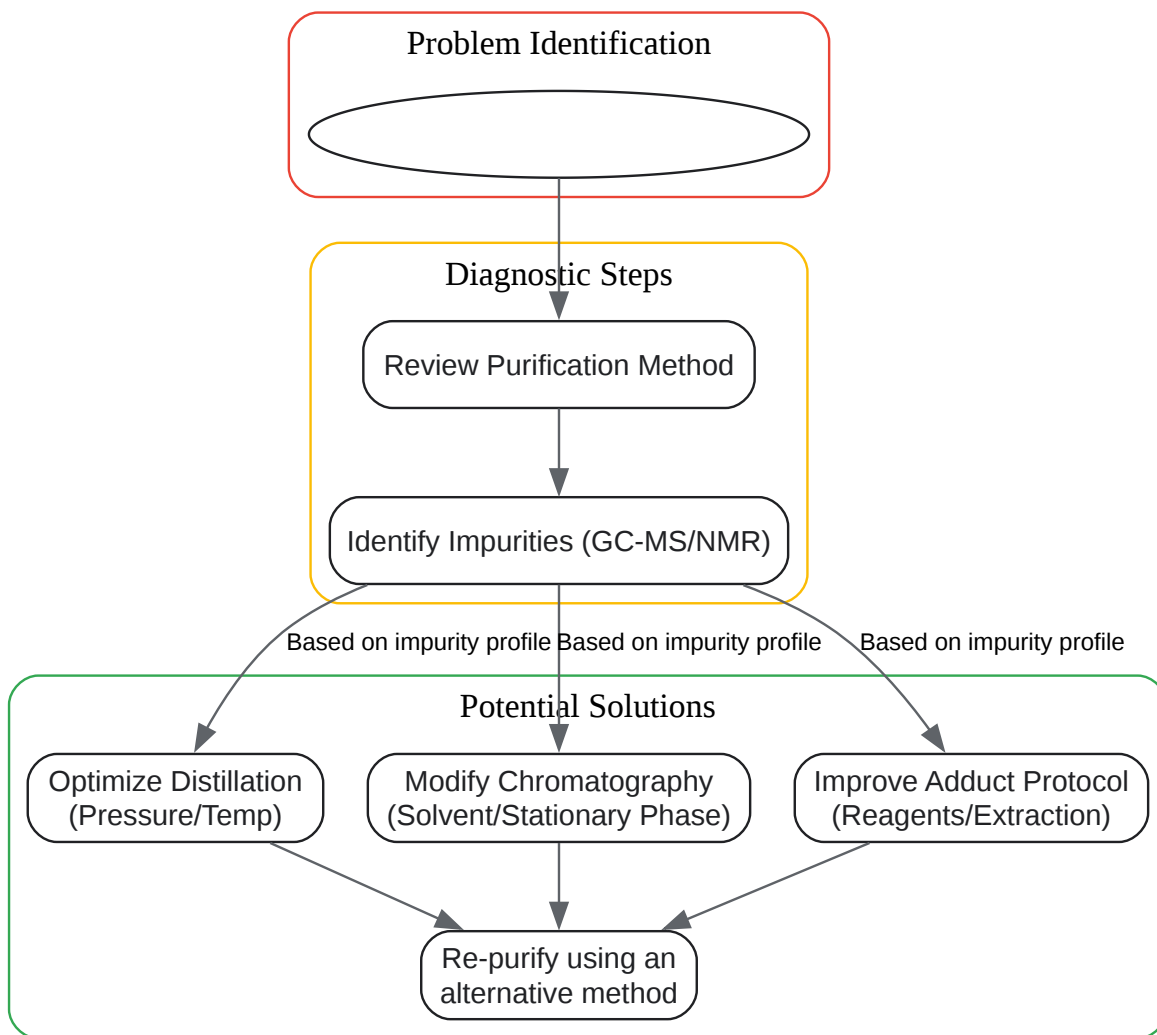 Problem Identification
Diagnostic Steps
Review Purification Method
Identify Impurities (GC-MS/NMR)
Based on impurity profile
Based on impurity profile
Based on impurity profile
Potential Solutions
Optimize Distillation
(Pressure/Temp)
Modify Chromatography
(Solvent/Stationary Phase)
Improve Adduct Protocol
(Reagents/Extraction)
Re-purify using an
alternative method